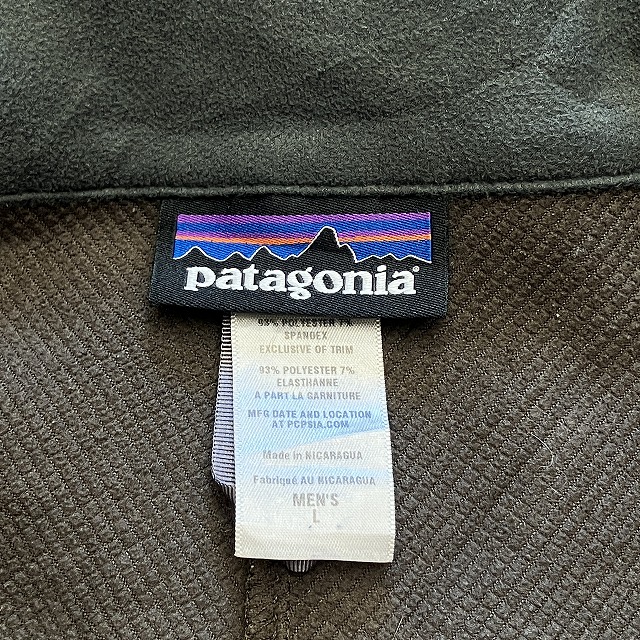 patagonia®
93% POLYESTER 7%
SPANDEX
EXCLUSIVE OF TRIM
93% POLYESTER 7%
ELASTHANNE
A PART LA GARNITURE
MFG DATE AND LOCATION
AT PCPSIA.COM
Made in NICARAGUA
Fabriqué AU NICARAGUA
MEN'S
L